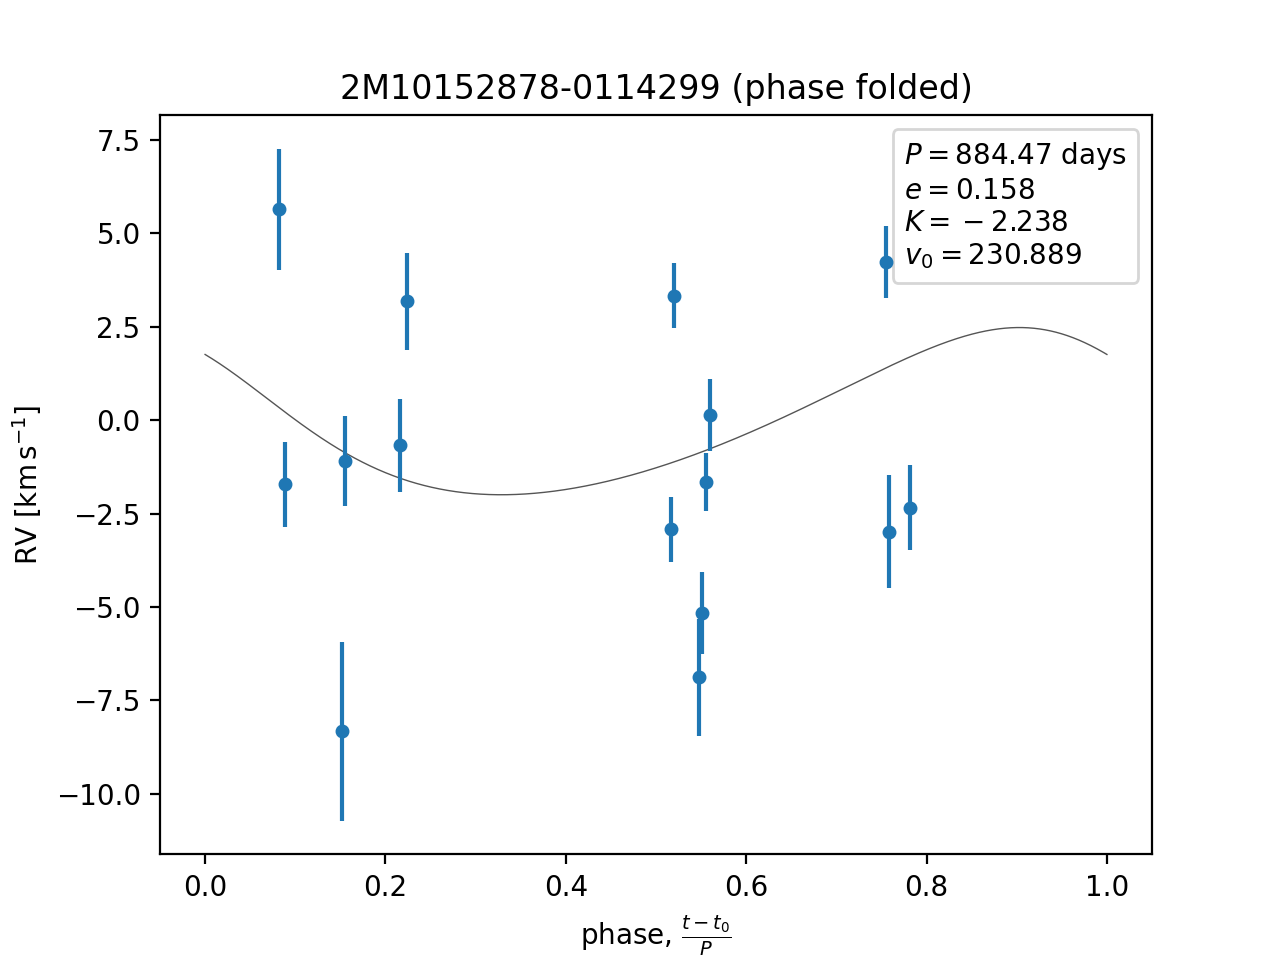 2M10152878-0114299 (phase folded)
P = 884.47 days
e = 0.158
K = −2.238
v₀ = 230.889
RV [km s⁻¹]
7.5
5.0
2.5
0.0
−2.5
−5.0
−7.5
−10.0
0.0 0.2 0.4 0.6 0.8 1.0
phase, (t − t₀)/P